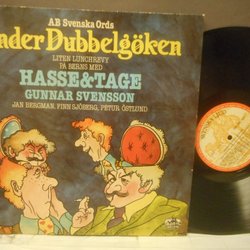 AB Svenska Ords
nder Dubbelgöken
LITEN LUNCHREVY
PÅ BERNS MED
HASSE&TAGE
GUNNAR SVENSSON
JAN BERGMAN, FINN SJÖBERG, PETUR ÖSTLUND